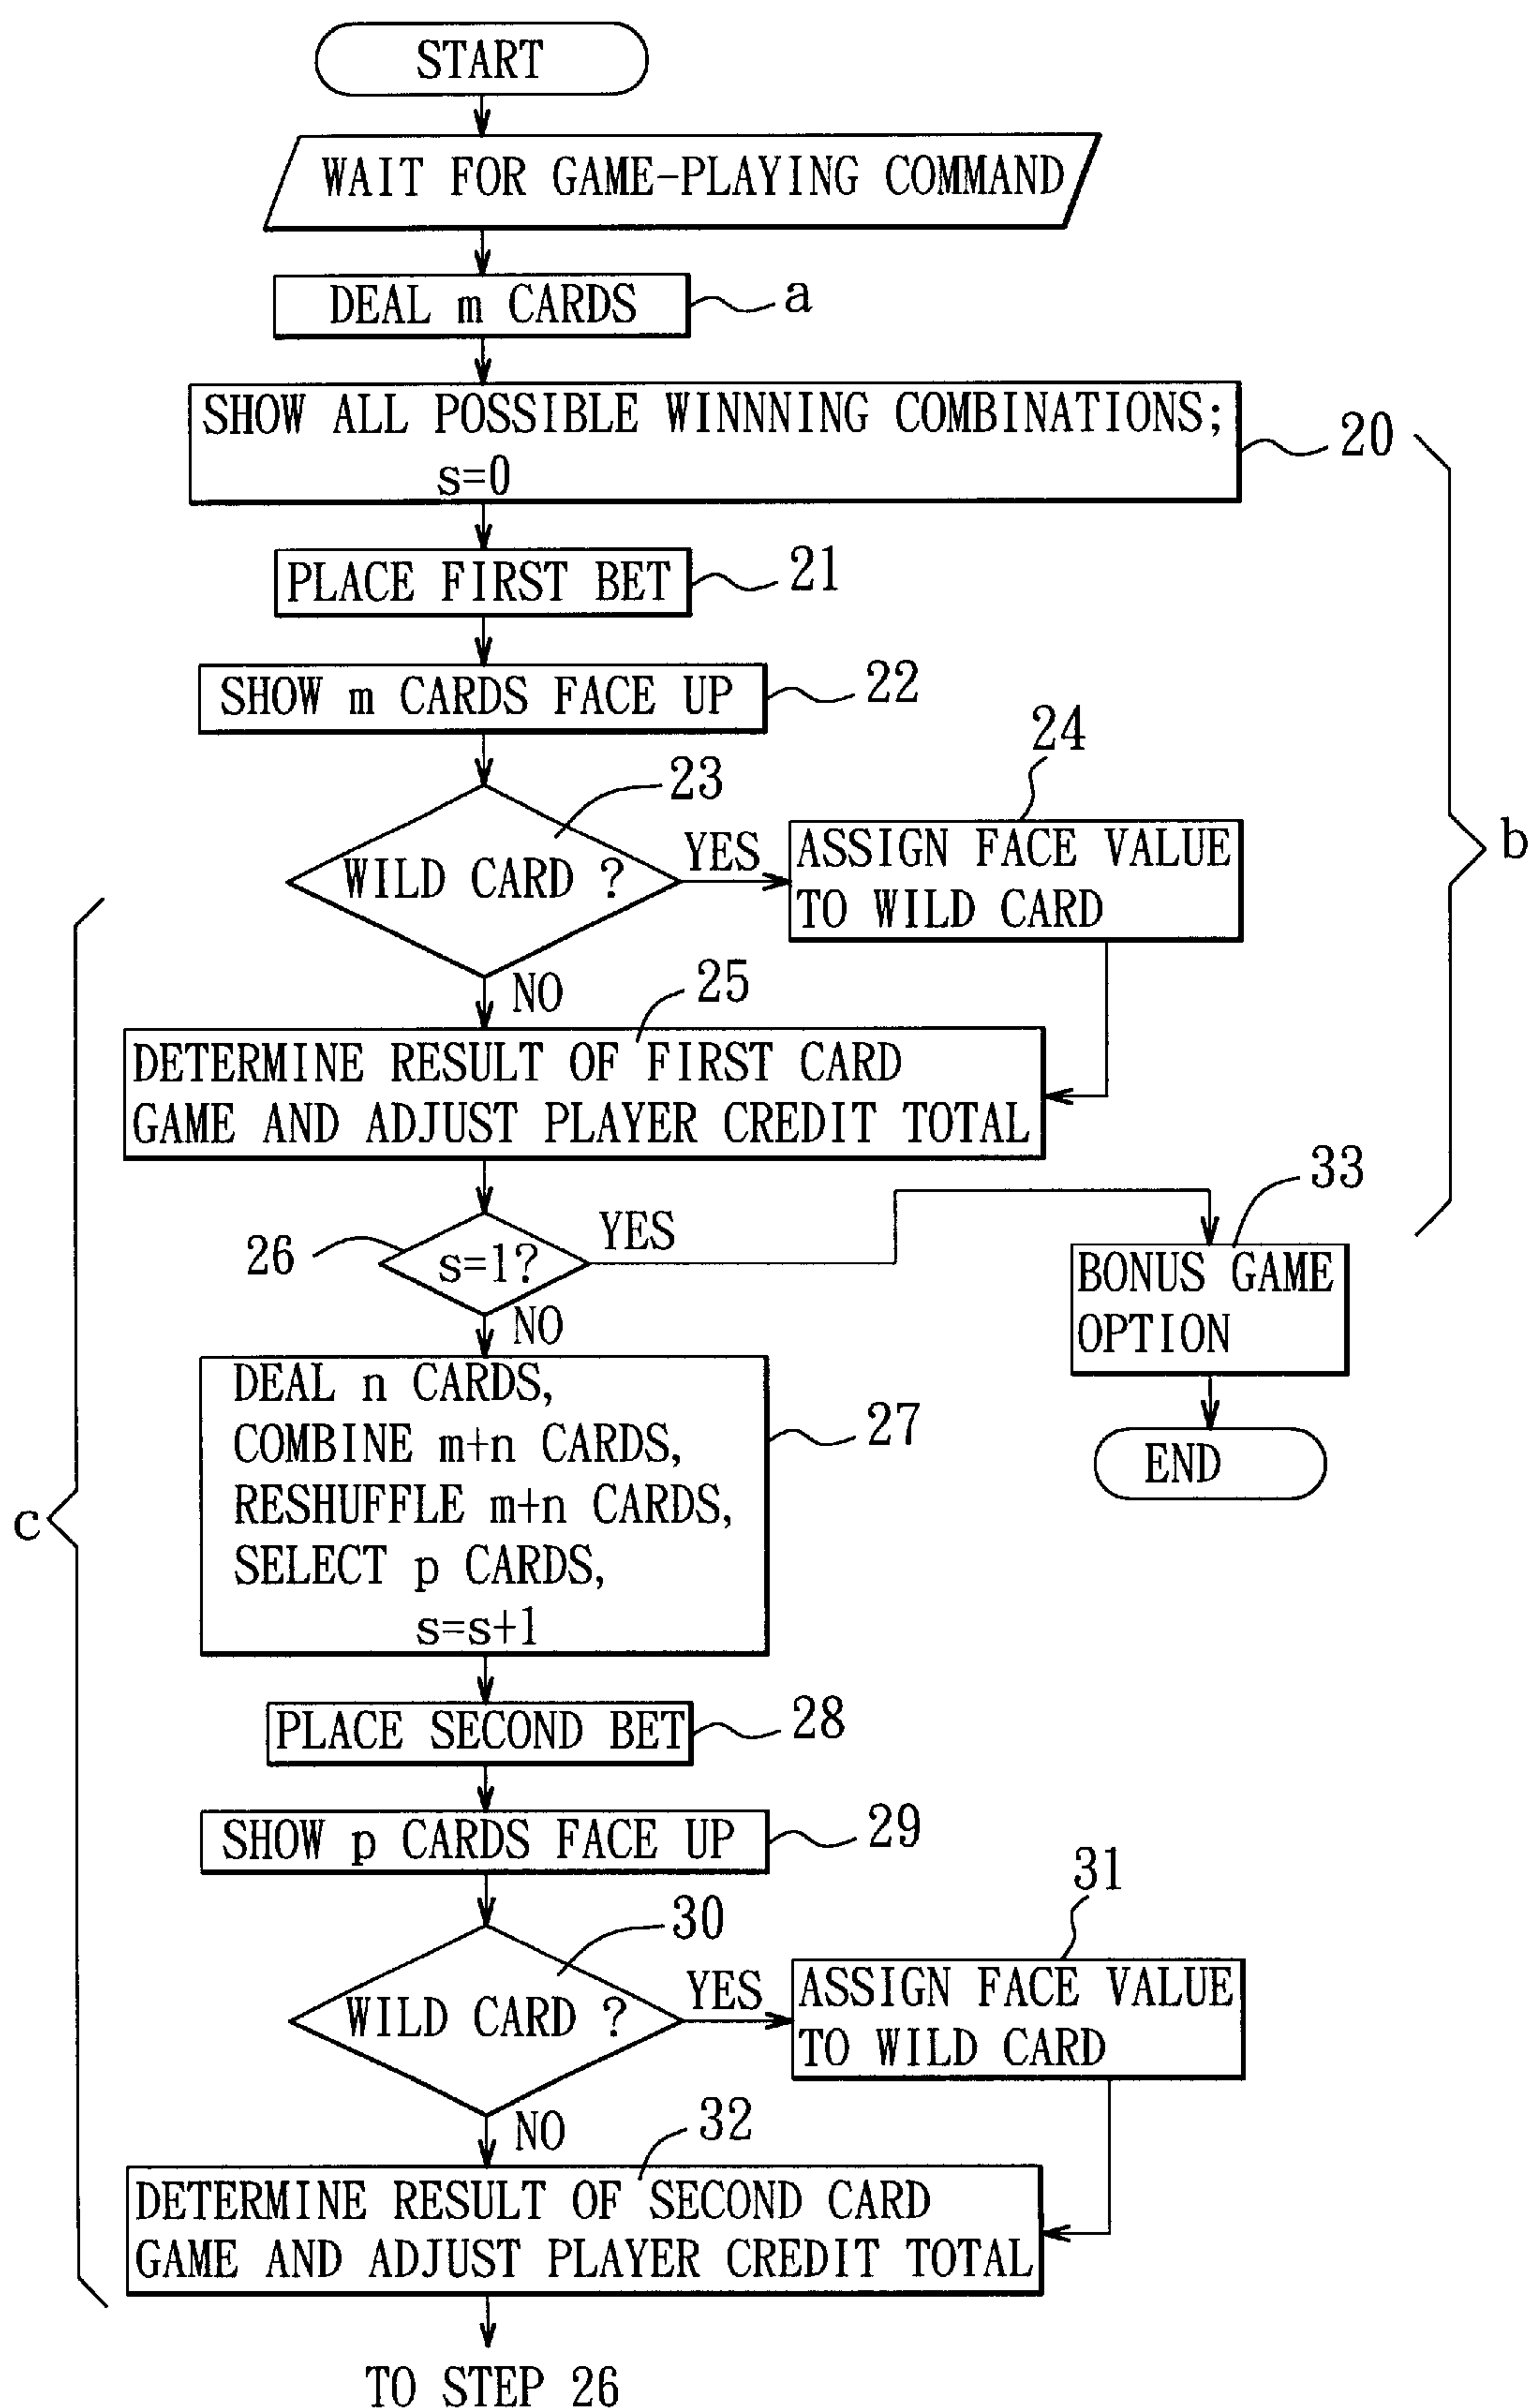 START
WAIT FOR GAME-PLAYING COMMAND
DEAL m CARDS
a
SHOW ALL POSSIBLE WINNNING COMBINATIONS;
s=0
20
PLACE FIRST BET
21
SHOW m CARDS FACE UP
22
b
23
WILD CARD ?
YES
24
ASSIGN FACE VALUE
TO WILD CARD
NO
25
DETERMINE RESULT OF FIRST CARD
GAME AND ADJUST PLAYER CREDIT TOTAL
26
s=1?
YES
33
BONUS GAME
OPTION
END
NO
c
DEAL n CARDS,
COMBINE m+n CARDS,
RESHUFFLE m+n CARDS,
SELECT p CARDS,
s=s+1
27
PLACE SECOND BET
28
SHOW p CARDS FACE UP
29
30
WILD CARD ?
YES
31
ASSIGN FACE VALUE
TO WILD CARD
NO
32
DETERMINE RESULT OF SECOND CARD
GAME AND ADJUST PLAYER CREDIT TOTAL
TO STEP 26